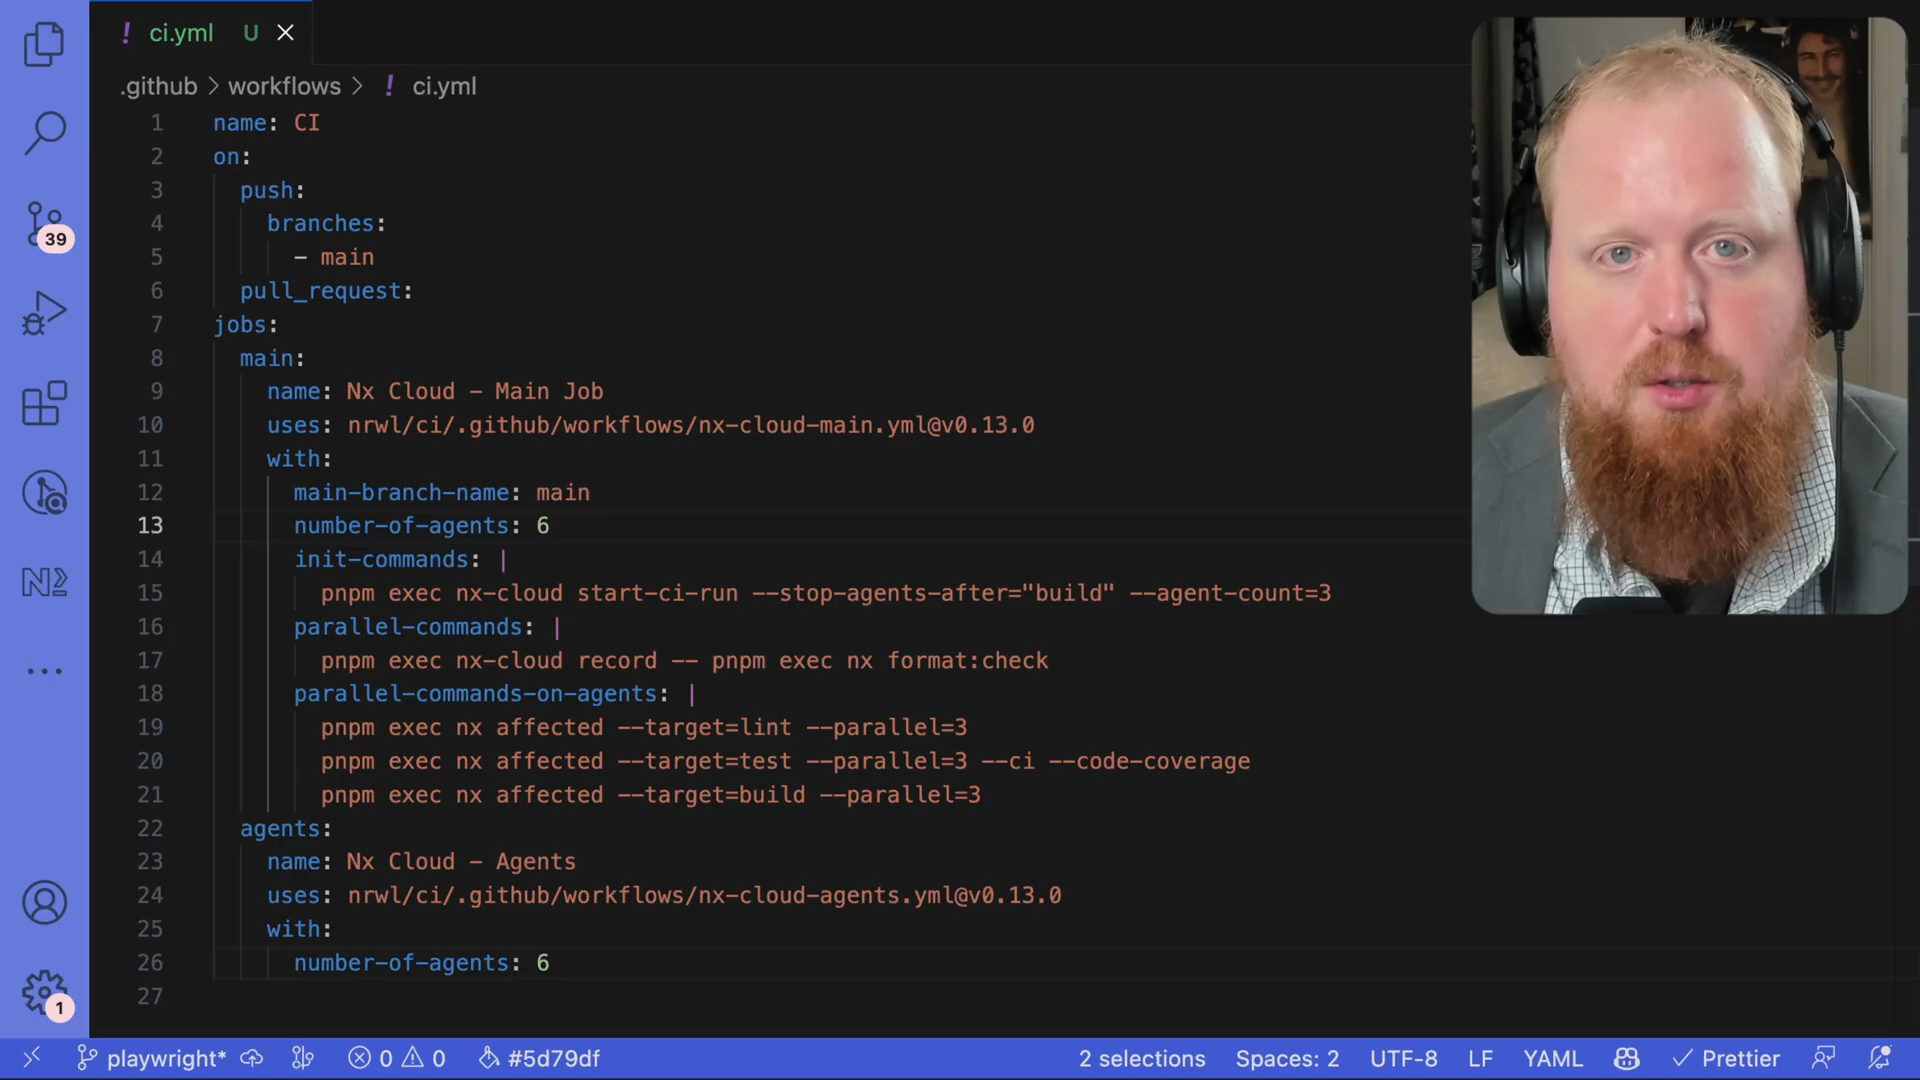 ! ci.yml U
.github > workflows > ! ci.yml
1 name: CI
2 on:
3 push:
4 branches:
5 - main
6 pull_request:
7 jobs:
8 main:
9 name: Nx Cloud - Main Job
10 uses: nrwl/ci/.github/workflows/nx-cloud-main.yml@v0.13.0
11 with:
12 main-branch-name: main
13 number-of-agents: 6
14 init-commands: |
15 pnpm exec nx-cloud start-ci-run --stop-agents-after="build" --agent-count=3
16 parallel-commands: |
17 pnpm exec nx-cloud record -- pnpm exec nx format:check
18 parallel-commands-on-agents: |
19 pnpm exec nx affected --target=lint --parallel=3
20 pnpm exec nx affected --target=test --parallel=3 --ci --code-coverage
21 pnpm exec nx affected --target=build --parallel=3
22 agents:
23 name: Nx Cloud - Agents
24 uses: nrwl/ci/.github/workflows/nx-cloud-agents.yml@v0.13.0
25 with:
26 number-of-agents: 6
27
39
1
playwright* 0 0 #5d79df 2 selections Spaces: 2 UTF-8 LF YAML Prettier